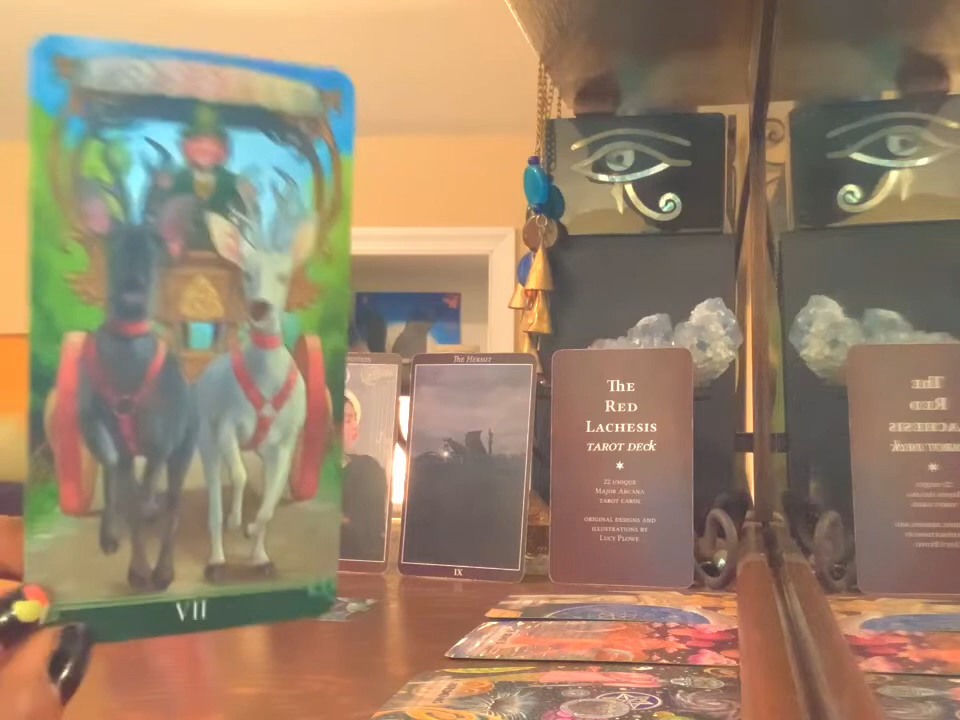 VII
The Hermit
IX
The
Red
Lachesis
TAROT DECK
22 UNIQUE
MAJOR ARCANA
TAROT CARDS
ORIGINAL DESIGNS AND
ILLUSTRATIONS BY
LUCY PLOWE